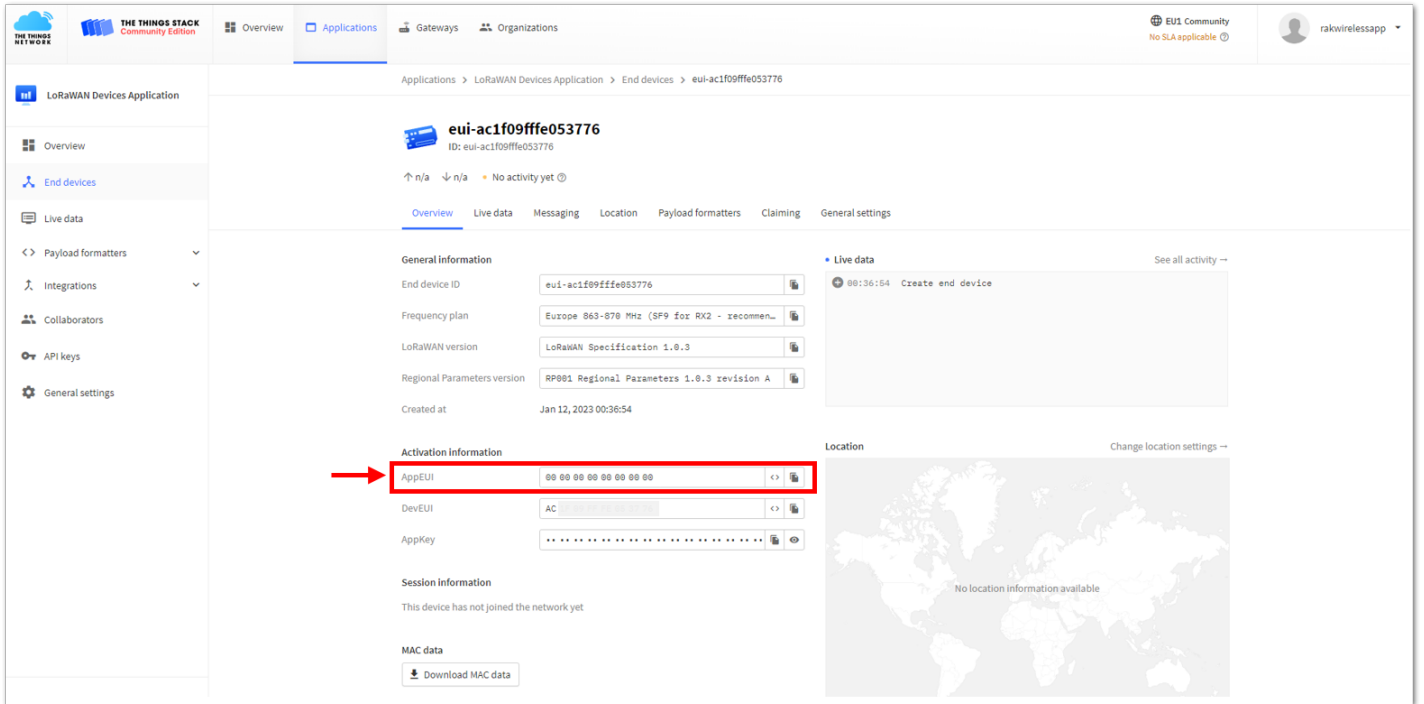 THE THINGS NETWORK
THE THINGS STACK
Community Edition
Overview
Applications
Gateways
Organizations
EU1 Community
No SLA applicable
rakwirelessapp
LoRaWAN Devices Application
Overview
End devices
Live data
Payload formatters
Integrations
Collaborators
API keys
General settings
Applications > LoRaWAN Devices Application > End devices > eui-ac1f09fffe053776
eui-ac1f09fffe053776
ID: eui-ac1f09fffe053776
↑ n/a ↓ n/a • No activity yet
Overview Live data Messaging Location Payload formatters Claiming General settings
General information
End device ID eui-ac1f09fffe053776
Frequency plan Europe 863-870 MHz (SF9 for RX2 - recommen…
LoRaWAN version LoRaWAN Specification 1.0.3
Regional Parameters version RP001 Regional Parameters 1.0.3 revision A
Created at Jan 12, 2023 00:36:54
Activation information
AppEUI 00 00 00 00 00 00 00 00
DevEUI AC
AppKey •• •• •• •• •• •• •• •• •• •• •• •• •• •• •• ••
Session information
This device has not joined the network yet
MAC data
Download MAC data
• Live data See all activity →
00:36:54 Create end device
Location Change location settings →
No location information available